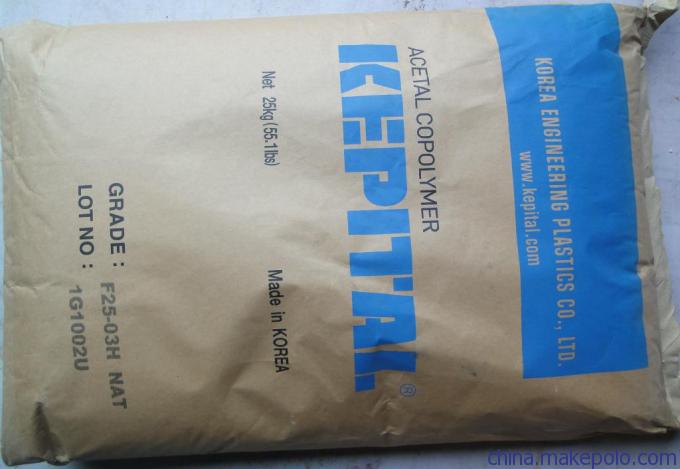 KOREA ENGINEERING PLASTICS CO., LTD.
www.kepital.com
ACETAL COPOLYMER
KEPITAL®
Net 25kg(55.1lbs)
Made in KOREA
GRADE : F25-03H NAT
LOT NO : 1G1002U
china.makepolo.com